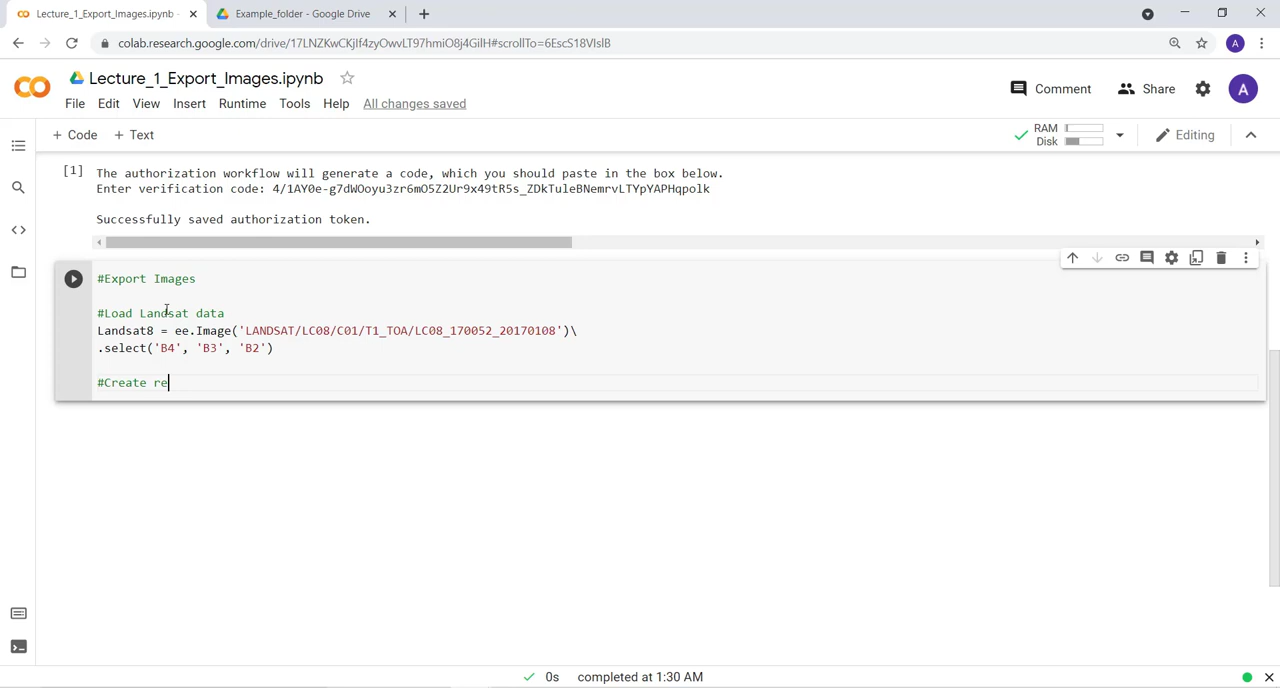 Lecture_1_Export_Images.ipynb
Example_folder - Google Drive
colab.research.google.com/drive/17LNZKwCKjIf4zyOwvLT97hmiO8j4GilH#scrollTo=6EscS18VIslB
A
Lecture_1_Export_Images.ipynb
File Edit View Insert Runtime Tools Help All changes saved
Comment Share A
+ Code + Text
RAM
Disk
Editing
[1] The authorization workflow will generate a code, which you should paste in the box below.
Enter verification code: 4/1AY0e-g7dWOoyu3zr6mO5Z2Ur9x49tR5s_ZDkTuleBNemrvLTYpYAPHqpolk
Successfully saved authorization token.
#Export Images
#Load Landsat data
Landsat8 = ee.Image('LANDSAT/LC08/C01/T1_TOA/LC08_170052_20170108')\
.select('B4', 'B3', 'B2')
#Create re
0s completed at 1:30 AM